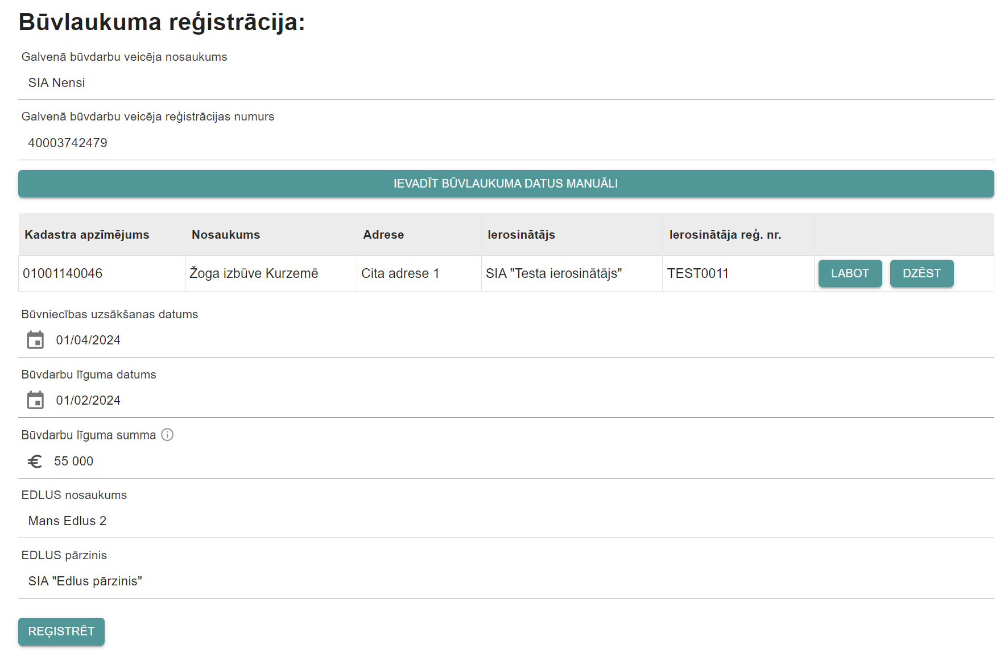 Būvlaukuma reģistrācija:
Galvenā būvdarbu veicēja nosaukums
SIA Nensi
Galvenā būvdarbu veicēja reģistrācijas numurs
40003742479
IEVADĪT BŪVLAUKUMA DATUS MANUĀLI
Kadastra apzīmējums Nosaukums Adrese Ierosinātājs Ierosinātāja reģ. nr.
01001140046 Žoga izbūve Kurzemē Cita adrese 1 SIA "Testa ierosinātājs" TEST0011 LABOT DZĒST
Būvniecības uzsākšanas datums
01/04/2024
Būvdarbu līguma datums
01/02/2024
Būvdarbu līguma summa
€ 55 000
EDLUS nosaukums
Mans Edlus 2
EDLUS pārzinis
SIA "Edlus pārzinis"
REĢISTRĒT